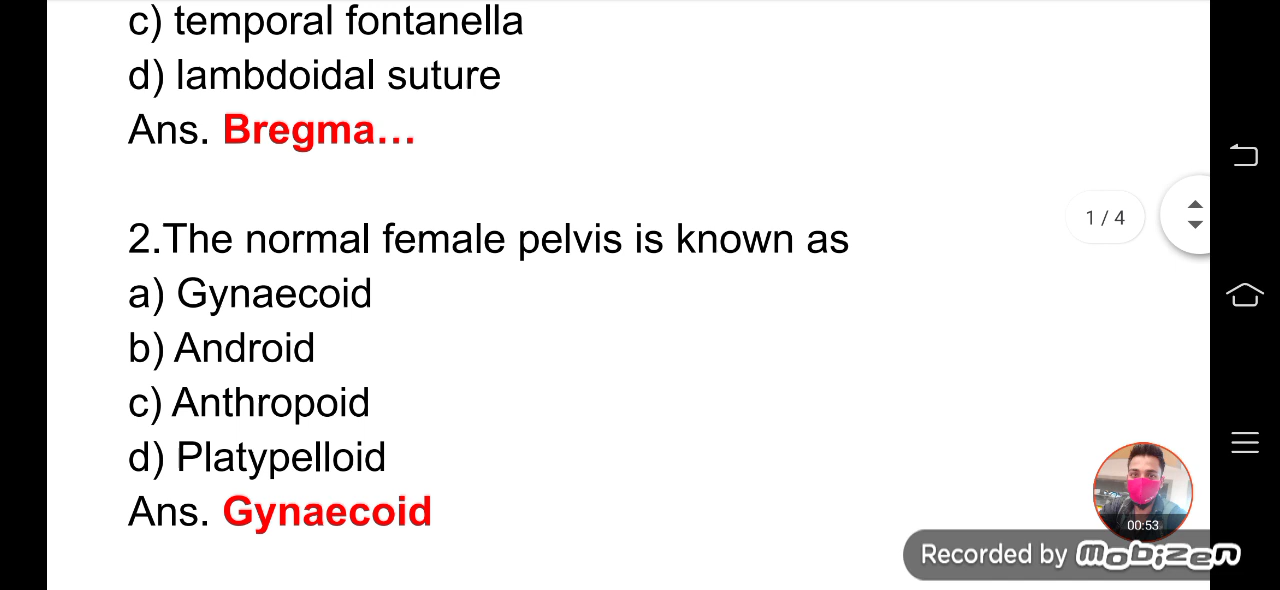 c) temporal fontanella
d) lambdoidal suture
Ans. Bregma...
2.The normal female pelvis is known as
a) Gynaecoid
1 / 4
b) Android
c) Anthropoid
d) Platypelloid
Ans. Gynaecoid
00:53
Recorded by Mobizen